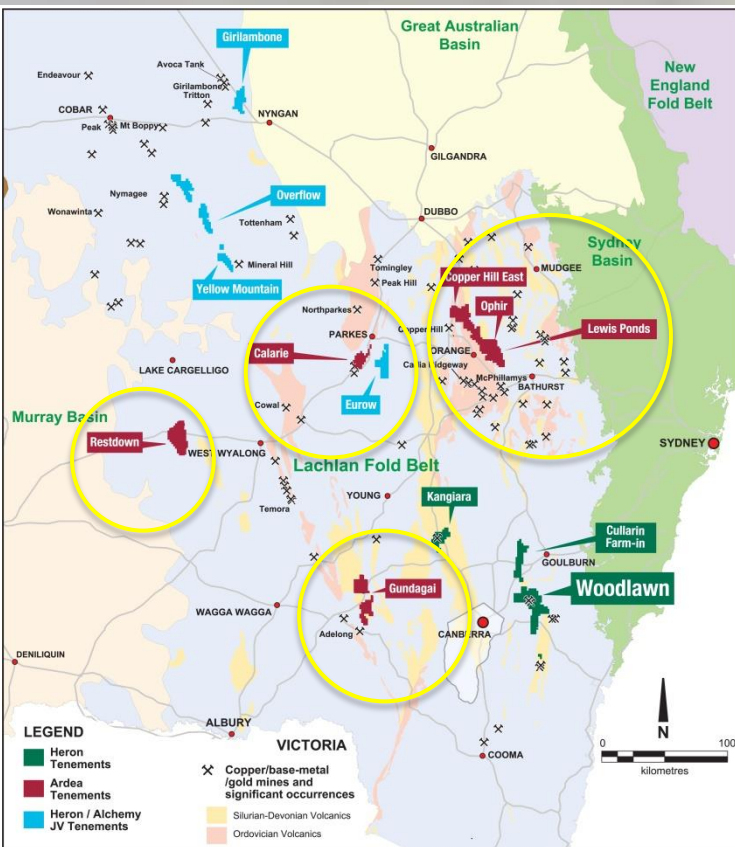 Great Australian
Basin
New
England
Fold Belt
Girilambone
Avoca Tank
Endeavour
Girilambone
Tritton
COBAR
Peak
Mt Boppy
NYNGAN
GILGANDRA
Nymagee
Overflow
Wonawinta
Tottenham
DUBBO
Sydney
Basin
Mineral Hill
Yellow Mountain
Tomingley
Peak Hill
Copper Hill East
MUDGEE
Ophir
Northparkes
PARKES
Copper Hill
Lewis Ponds
Calarie
ORANGE
LAKE CARGELLIGO
Cadia Ridgeway
McPhillamys
BATHURST
Eurow
Cowal
Murray Basin
Restdown
WEST WYALONG
SYDNEY
Lachlan Fold Belt
Temora
YOUNG
Kangiara
Cullarin
Farm-in
GOULBURN
Gundagai
Woodlawn
WAGGA WAGGA
Adelong
CANBERRA
DENILIQUIN
ALBURY
COOMA
N
0
100
kilometres
LEGEND
Heron
Tenements
Ardea
Tenements
Heron / Alchemy
JV Tenements
VICTORIA
Copper/base-metal
/gold mines and
significant occurrences
Silurian-Devonian Volcanics
Ordovician Volcanics